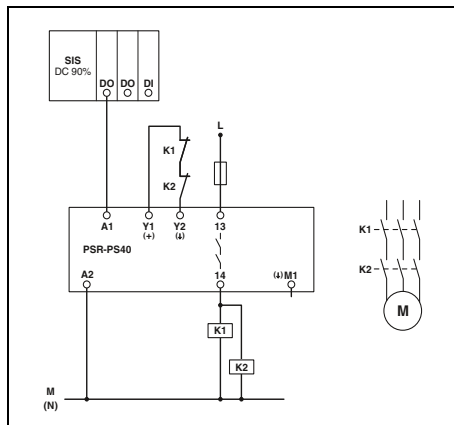 SIS
DC 90%
DO DO DI
L
K1
K2
A1 Y1 Y2 13
(+) (↓)
PSR-PS40
A2 14 (↓)M1
K1
K2
M
(N)
K1
K2
M